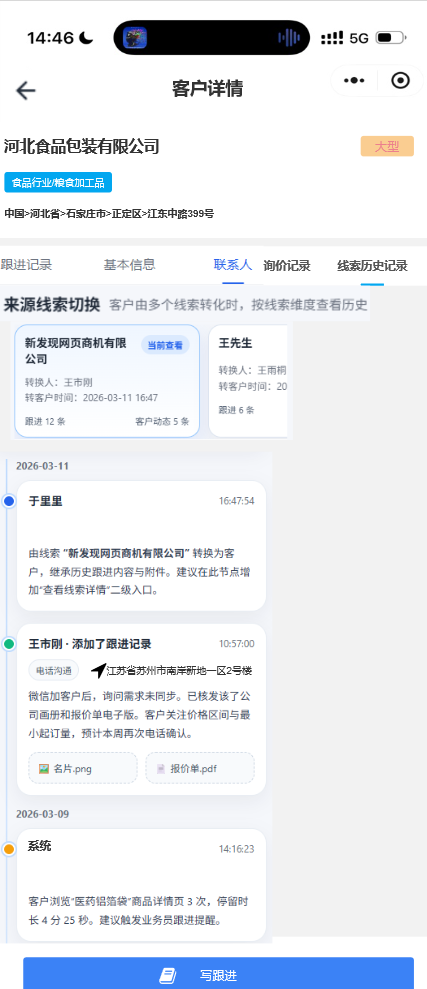 14:46 5G
客户详情
河北食品包装有限公司 大型
食品行业/粮食加工品
中国>河北省>石家庄市>正定区>江东中路399号
跟进记录 基本信息 联系人 询价记录 线索历史记录
来源线索切换 客户由多个线索转化时，按线索维度查看历史
新发现网页商机有限公司 当前查看
转换人：王市刚
转客户时间：2026-03-11 16:47
跟进 12 条 客户动态 5 条
王先生
转换人：王雨桐
转客户时间：20
跟进 6 条
2026-03-11
于里里 16:47:54
由线索 “新发现网页商机有限公司” 转换为客
户，继承历史跟进内容与附件。建议在此节点增
加“查看线索详情”二级入口。
王市刚 · 添加了跟进记录 10:57:00
电话沟通 江苏省苏州市南岸新地一区2号楼
微信加客户后，询问需求未同步。已核发该了公
司画册和报价单电子版。客户关注价格区间与最
小起订量，预计本周再次电话确认。
名片.png 报价单.pdf
2026-03-09
系统 14:16:23
客户浏览“医药铝箔袋”商品详情页 3 次，停留时
长 4 分 25 秒。建议触发业务员跟进提醒。
写跟进